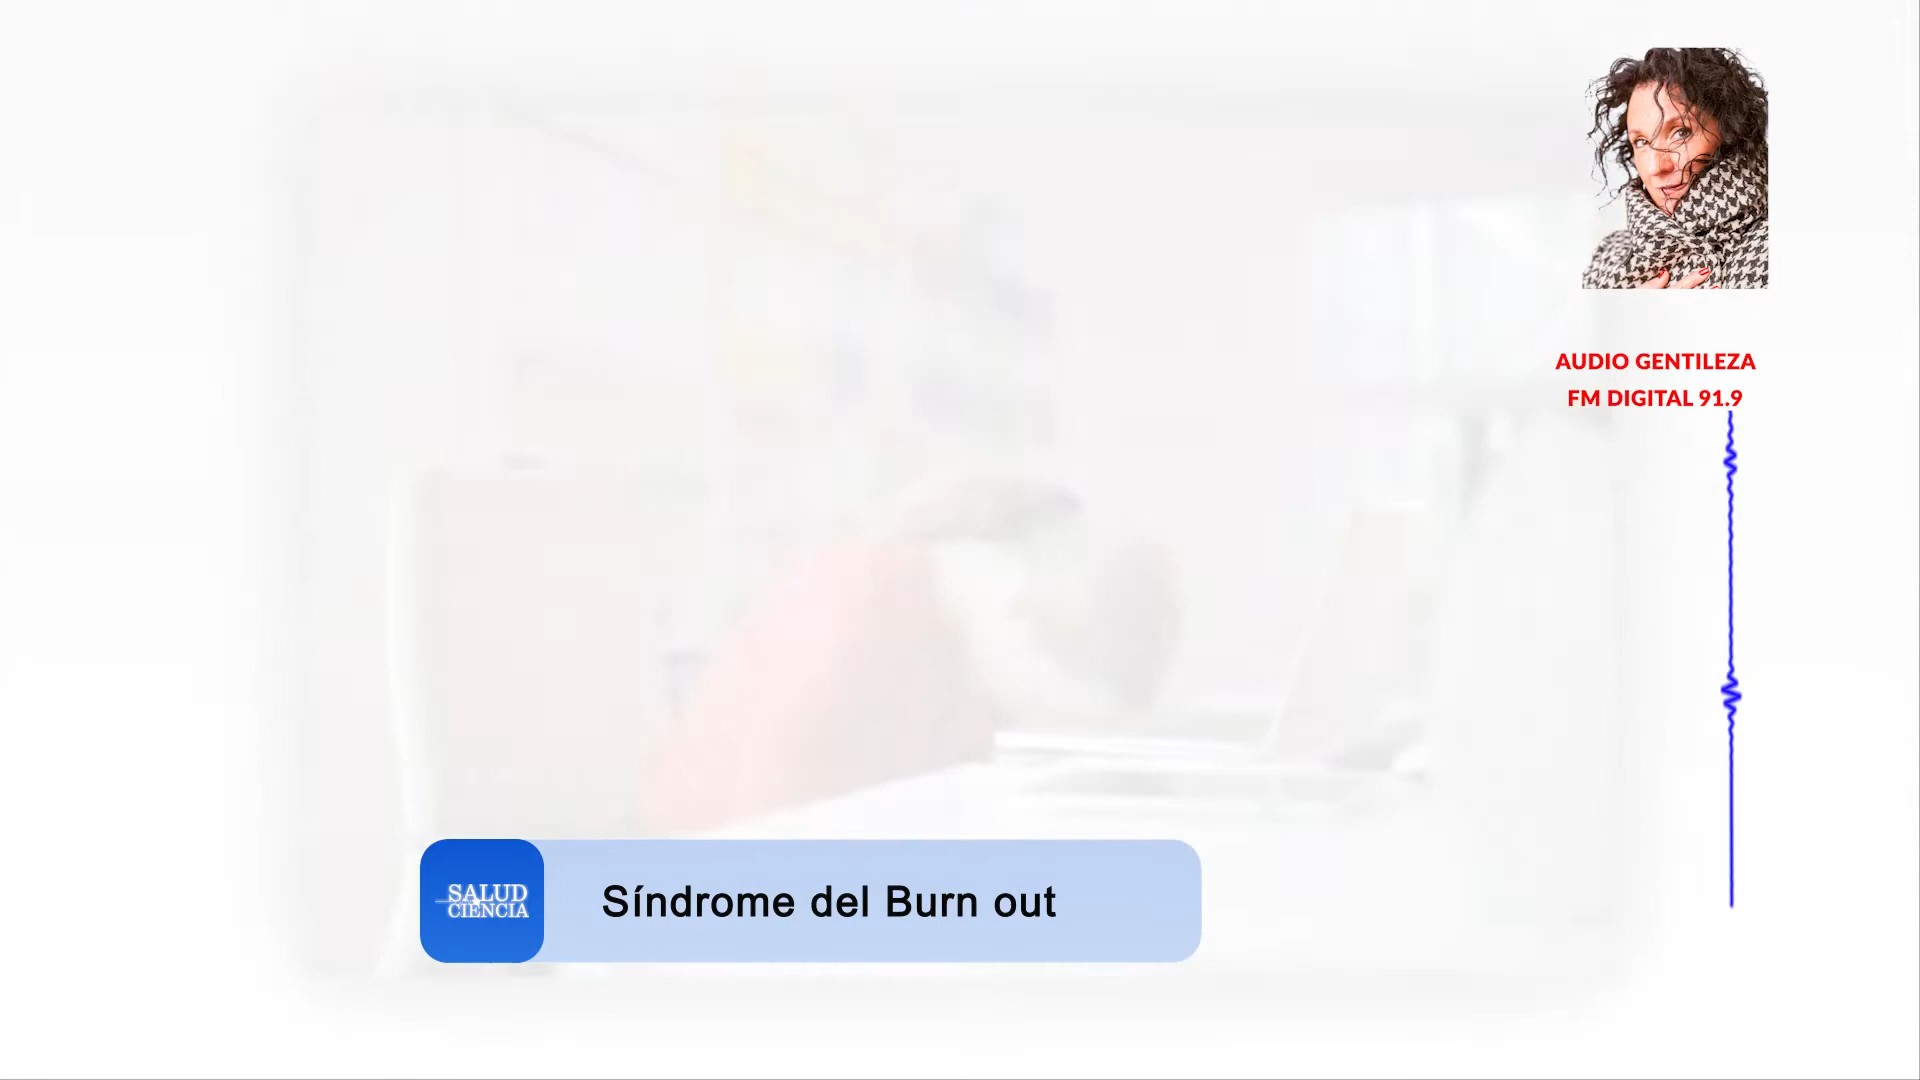 AUDIO GENTILEZA
FM DIGITAL 91.9
SALUD
CIENCIA
Síndrome del Burn out